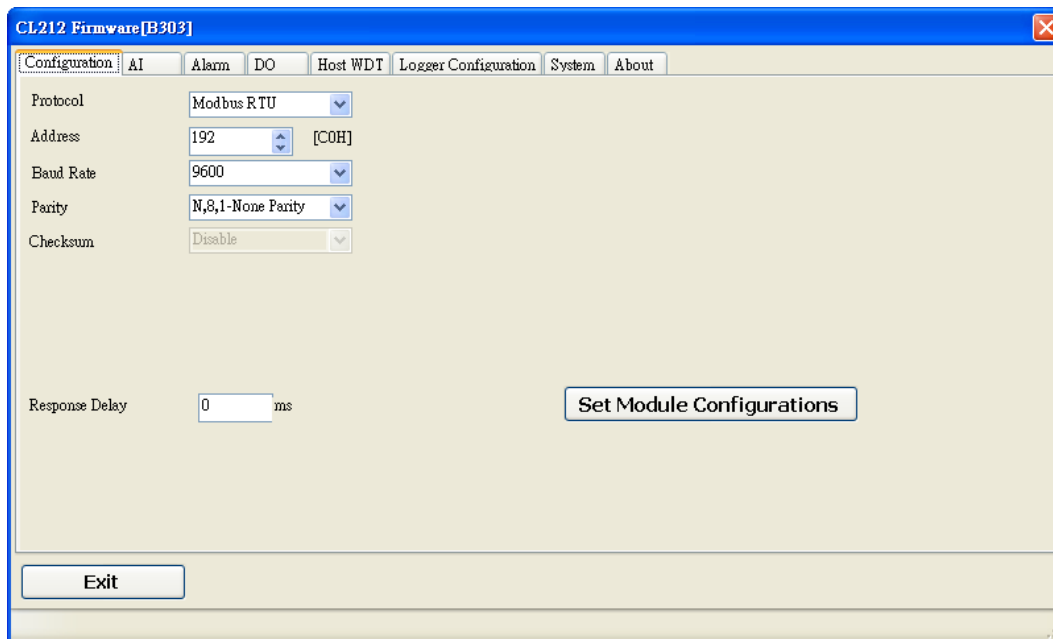 CL212 Firmware[B303]
Configuration AI Alarm DO Host WDT Logger Configuration System About
Protocol Modbus RTU
Address 192 [C0H]
Baud Rate 9600
Parity N,8,1-None Parity
Checksum Disable
Response Delay 0 ms Set Module Configurations
Exit